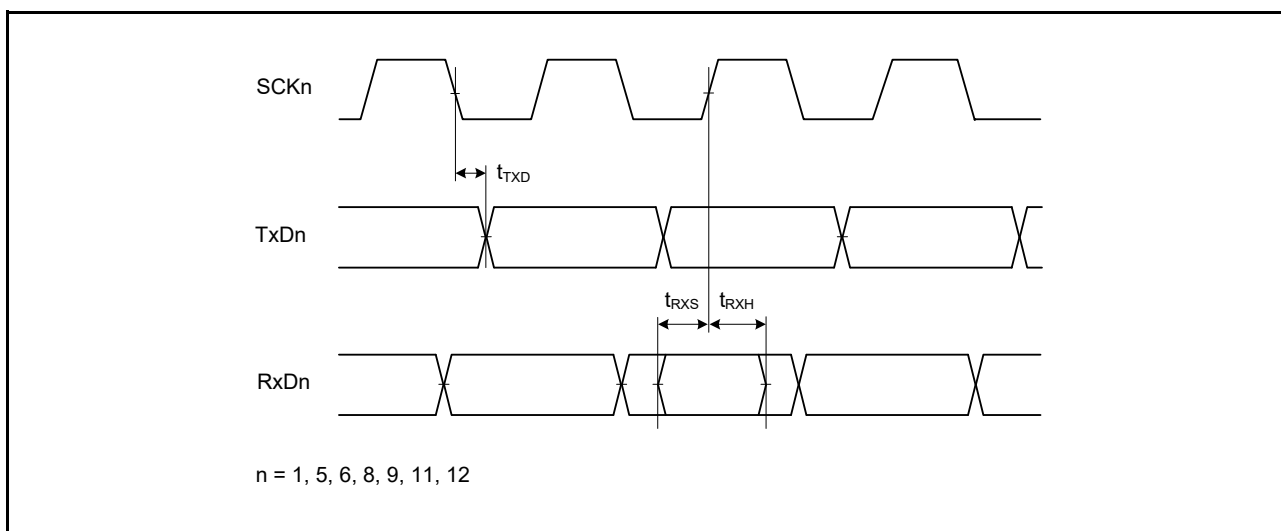 SCKn
tTXD
TxDn
tRXS tRXH
RxDn
n = 1, 5, 6, 8, 9, 11, 12